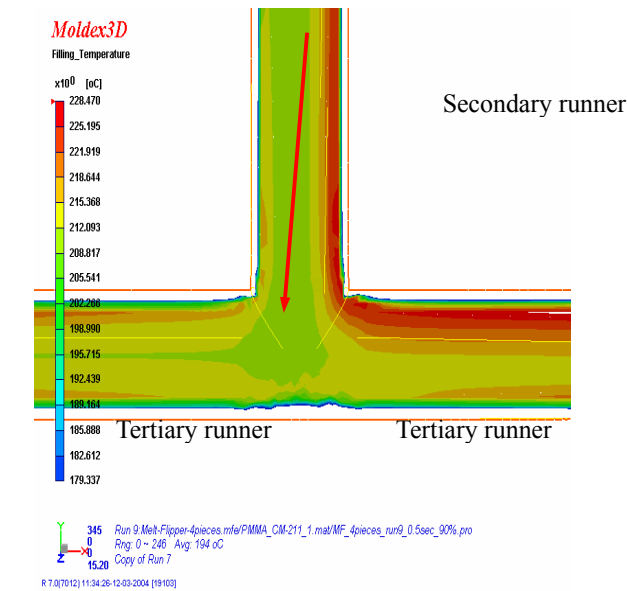 Moldex3D
Filling_Temperature
x10⁰ [oC]
228.470
225.195
221.919
218.644
215.368
212.093
208.817
205.541
202.266
198.990
195.715
192.439
189.164
185.888
182.612
179.337
Secondary runner
Tertiary runner
Tertiary runner
Y
X
Z
345
0
0
15.20
Run 9:Melt-Flipper-4pieces.mfe/PMMA_CM-211_1.mat/MF_4pieces_run9_0.5sec_90%.pro
Rng: 0 ~ 246 Avg: 194 oC
Copy of Run 7
R 7.0(7012) 11:34:26-12-03-2004 [19103]